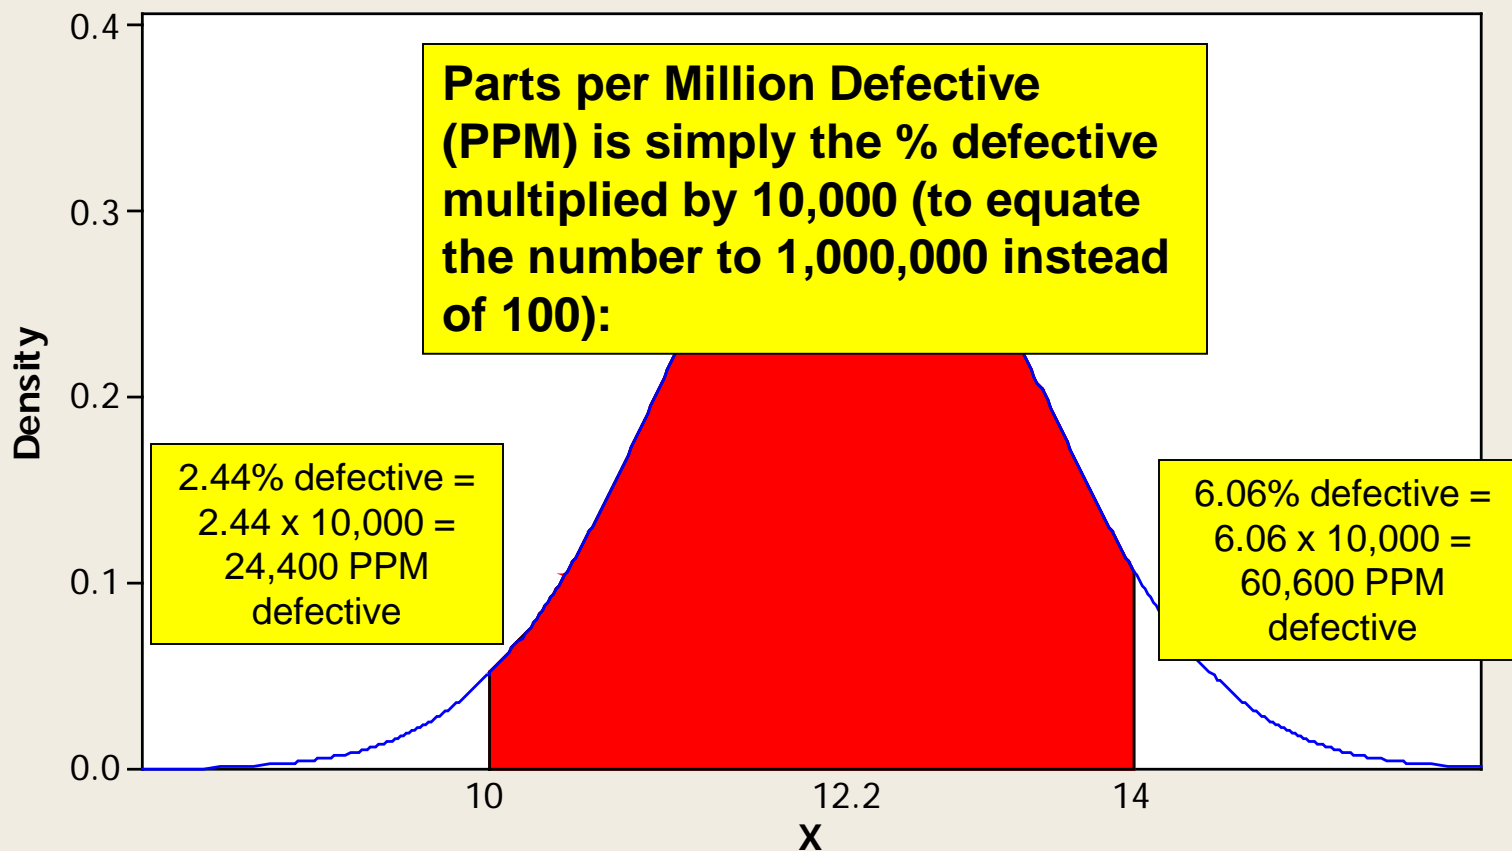 0.4
Parts per Million Defective
(PPM) is simply the % defective
multiplied by 10,000 (to equate
the number to 1,000,000 instead
of 100):
0.3
0.2
0.1
0.0
Density
2.44% defective =
2.44 x 10,000 =
24,400 PPM
defective
6.06% defective =
6.06 x 10,000 =
60,600 PPM
defective
10
12.2
14
X